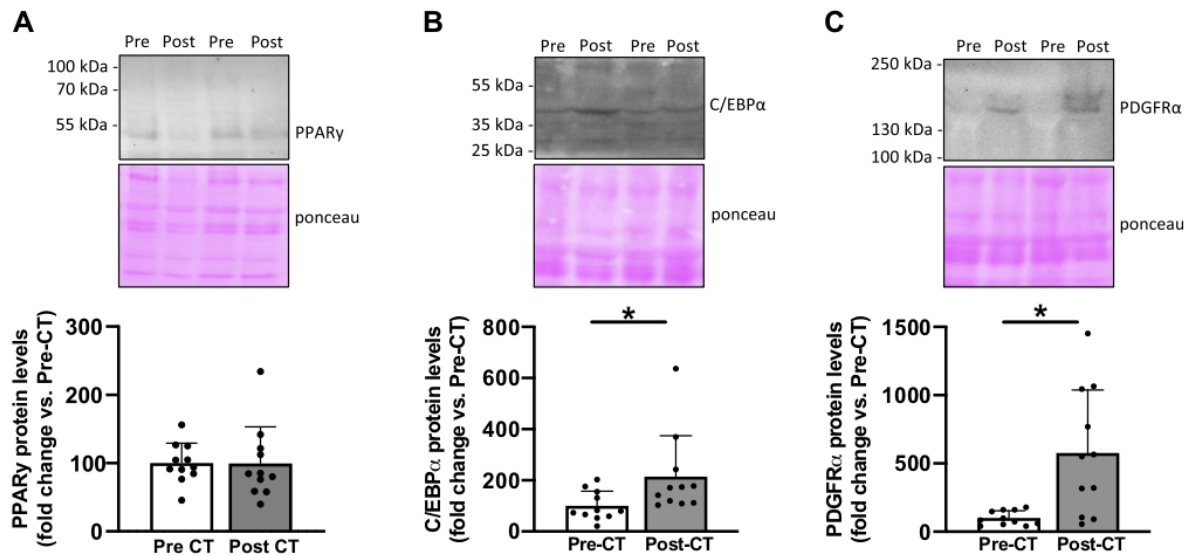 A
Pre Post Pre Post
100 kDa -
70 kDa -
55 kDa -
PPARγ
ponceau
PPARγ protein levels
(fold change vs. Pre-CT)
300
200
100
0
Pre CT Post CT
B
Pre Post Pre Post
55 kDa -
35 kDa -
25 kDa -
C/EBPα
ponceau
C/EBPα protein levels
(fold change vs. Pre-CT)
800
600
400
200
0
*
Pre-CT Post-CT
C
Pre Post Pre Post
250 kDa -
130 kDa -
100 kDa -
PDGFRα
ponceau
PDGFRα protein levels
(fold change vs. Pre-CT)
1500
1000
500
0
*
Pre-CT Post-CT